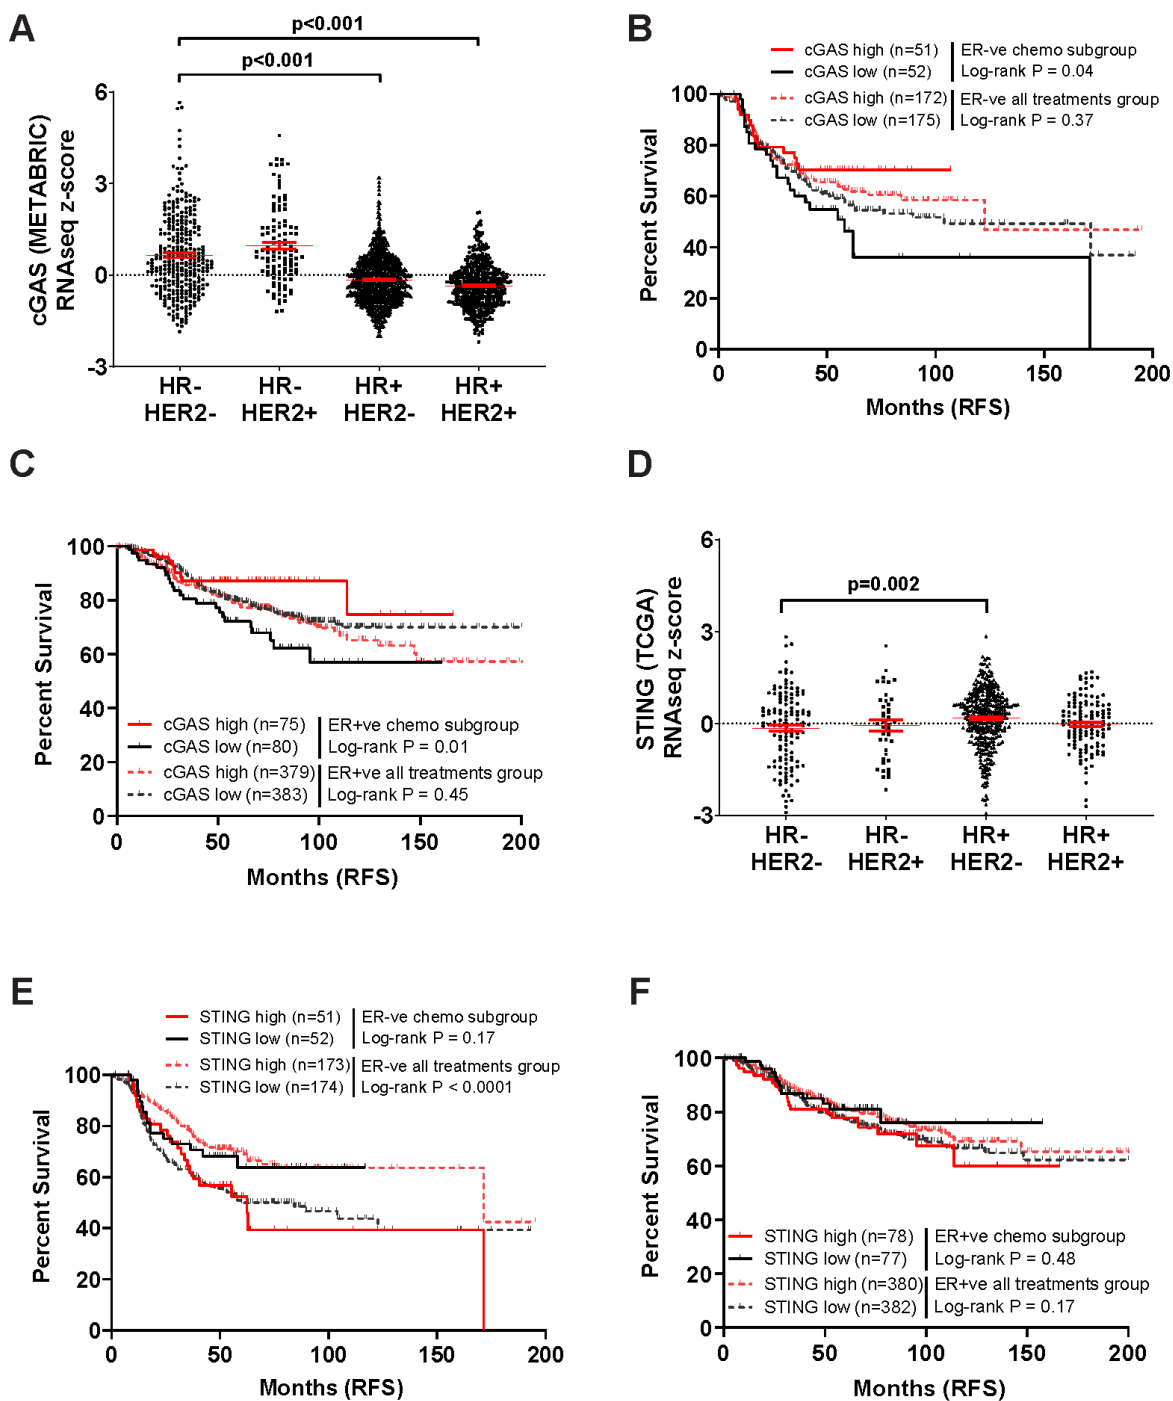 A
p<0.001
p<0.001
cGAS (METABRIC)
RNAseq z-score
6
3
0
-3
HR-
HER2-
HR-
HER2+
HR+
HER2-
HR+
HER2+
B
cGAS high (n=51)
cGAS low (n=52)
ER-ve chemo subgroup
Log-rank P = 0.04
cGAS high (n=172)
cGAS low (n=175)
ER-ve all treatments group
Log-rank P = 0.37
Percent Survival
100
80
60
40
20
0
0 50 100 150 200
Months (RFS)
C
Percent Survival
100
80
60
40
20
0
cGAS high (n=75)
cGAS low (n=80)
ER+ve chemo subgroup
Log-rank P = 0.01
cGAS high (n=379)
cGAS low (n=383)
ER+ve all treatments group
Log-rank P = 0.45
0 50 100 150 200
Months (RFS)
D
p=0.002
STING (TCGA)
RNAseq z-score
6
3
0
-3
HR-
HER2-
HR-
HER2+
HR+
HER2-
HR+
HER2+
E
STING high (n=51)
STING low (n=52)
ER-ve chemo subgroup
Log-rank P = 0.17
STING high (n=173)
STING low (n=174)
ER-ve all treatments group
Log-rank P < 0.0001
Percent Survival
100
80
60
40
20
0
0 50 100 150 200
Months (RFS)
F
Percent Survival
100
80
60
40
20
0
STING high (n=78)
STING low (n=77)
ER+ve chemo subgroup
Log-rank P = 0.48
STING high (n=380)
STING low (n=382)
ER+ve all treatments group
Log-rank P = 0.17
0 50 100 150 200
Months (RFS)